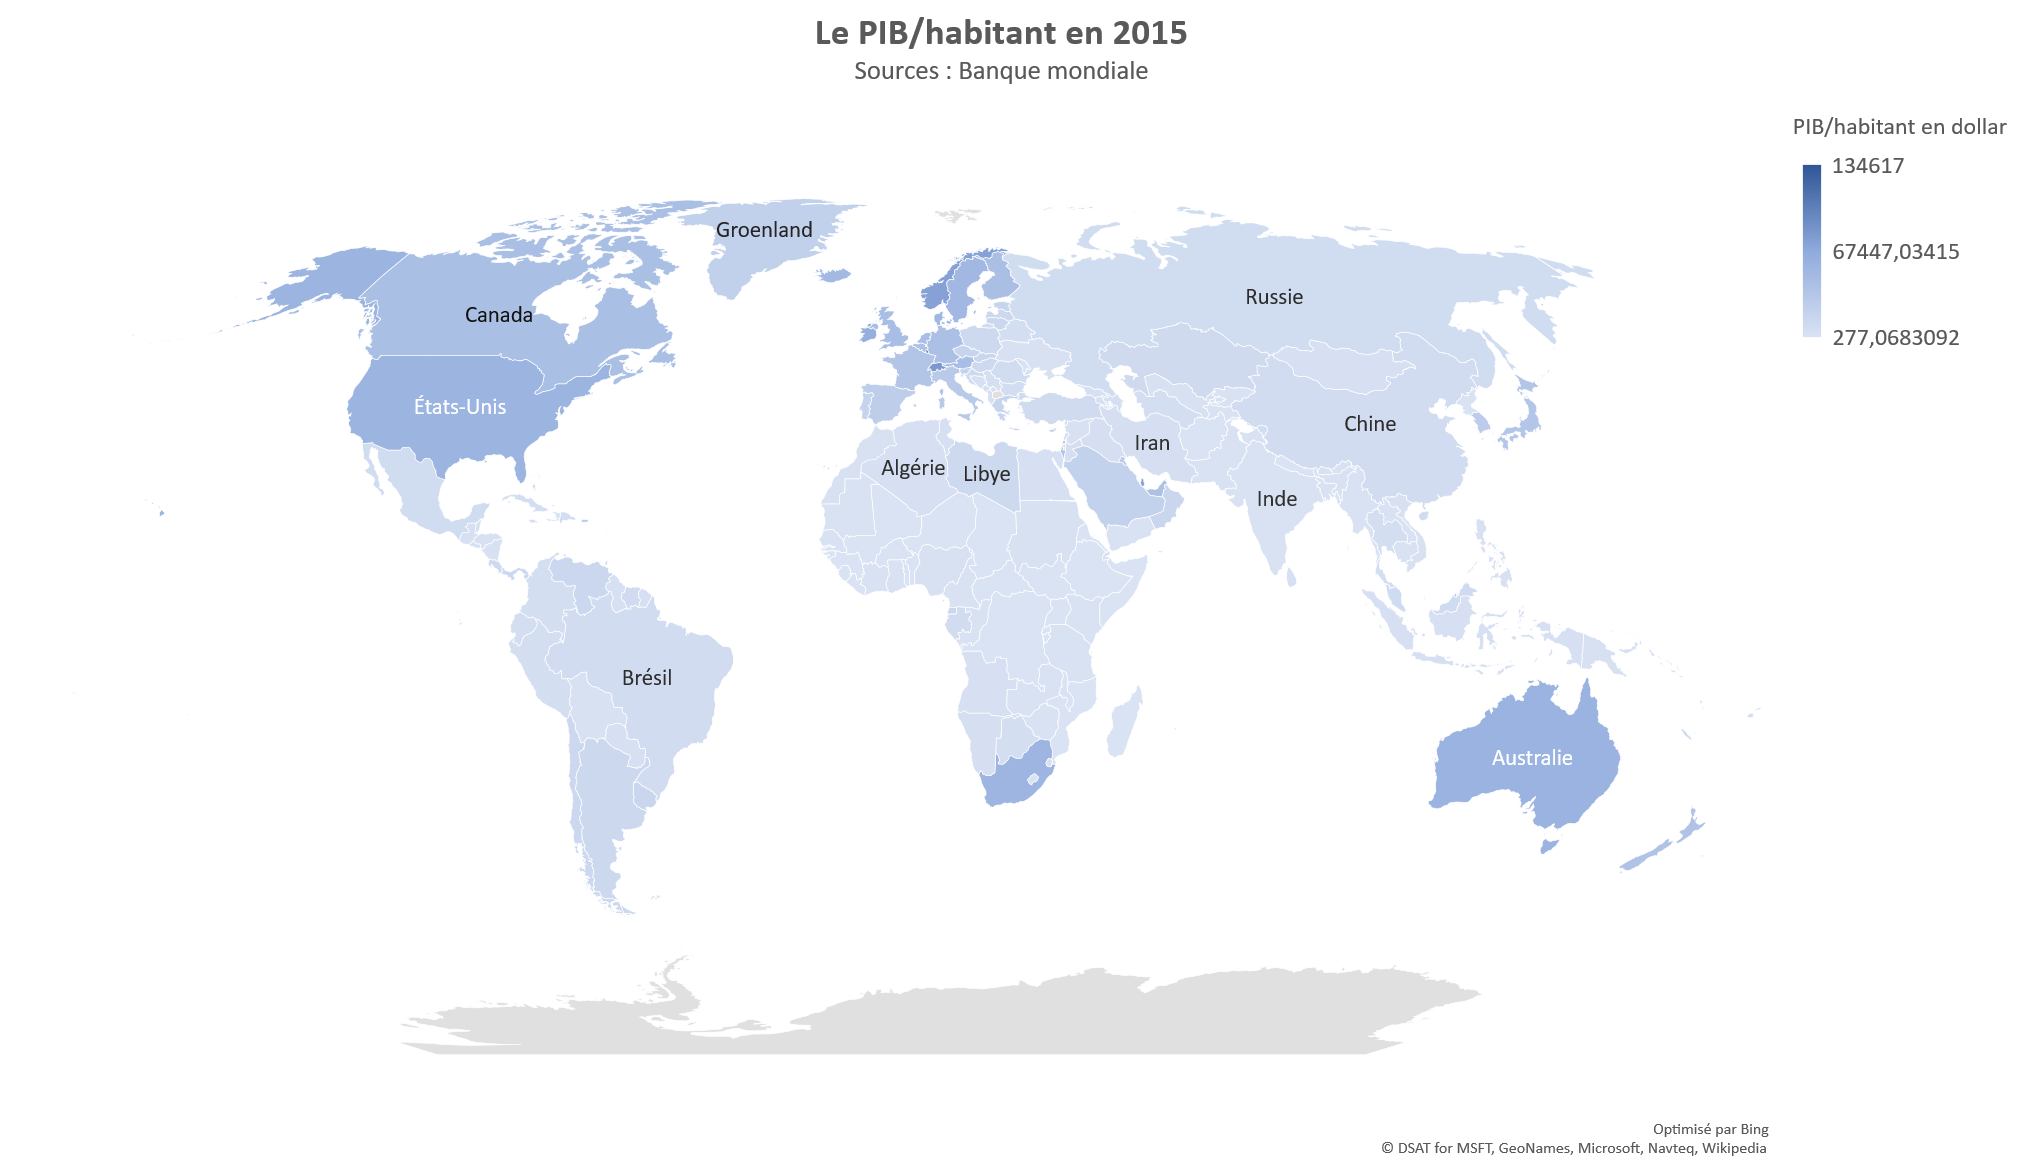 Le PIB/habitant en 2015
Sources : Banque mondiale
PIB/habitant en dollar
134617
67447,03415
277,0683092
Groenland
Russie
Canada
États-Unis
Chine
Iran
Algérie
Libye
Inde
Brésil
Australie
Optimisé par Bing
© DSAT for MSFT, GeoNames, Microsoft, Navteq, Wikipedia